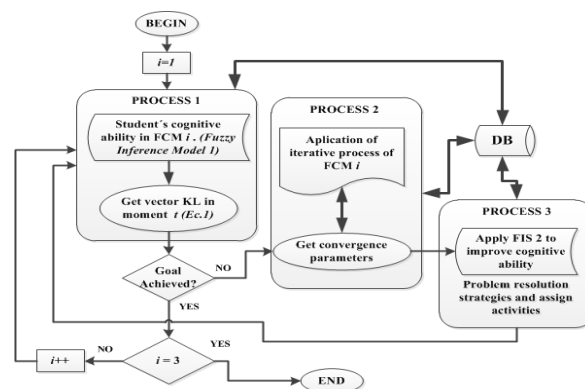 BEGIN
i=1
PROCESS 1
Student´s cognitive
ability in FCM i . (Fuzzy
Inference Model 1)
Get vector KL in
moment t (Ec.1)
Goal
Achieved?
NO
YES
i = 3
NO
YES
i++
END
PROCESS 2
Aplication of
iterative process of
FCM i
Get convergence
parameters
DB
PROCESS 3
Apply FIS 2 to
improve cognitive
ability
Problem resolution
strategies and assign
activities